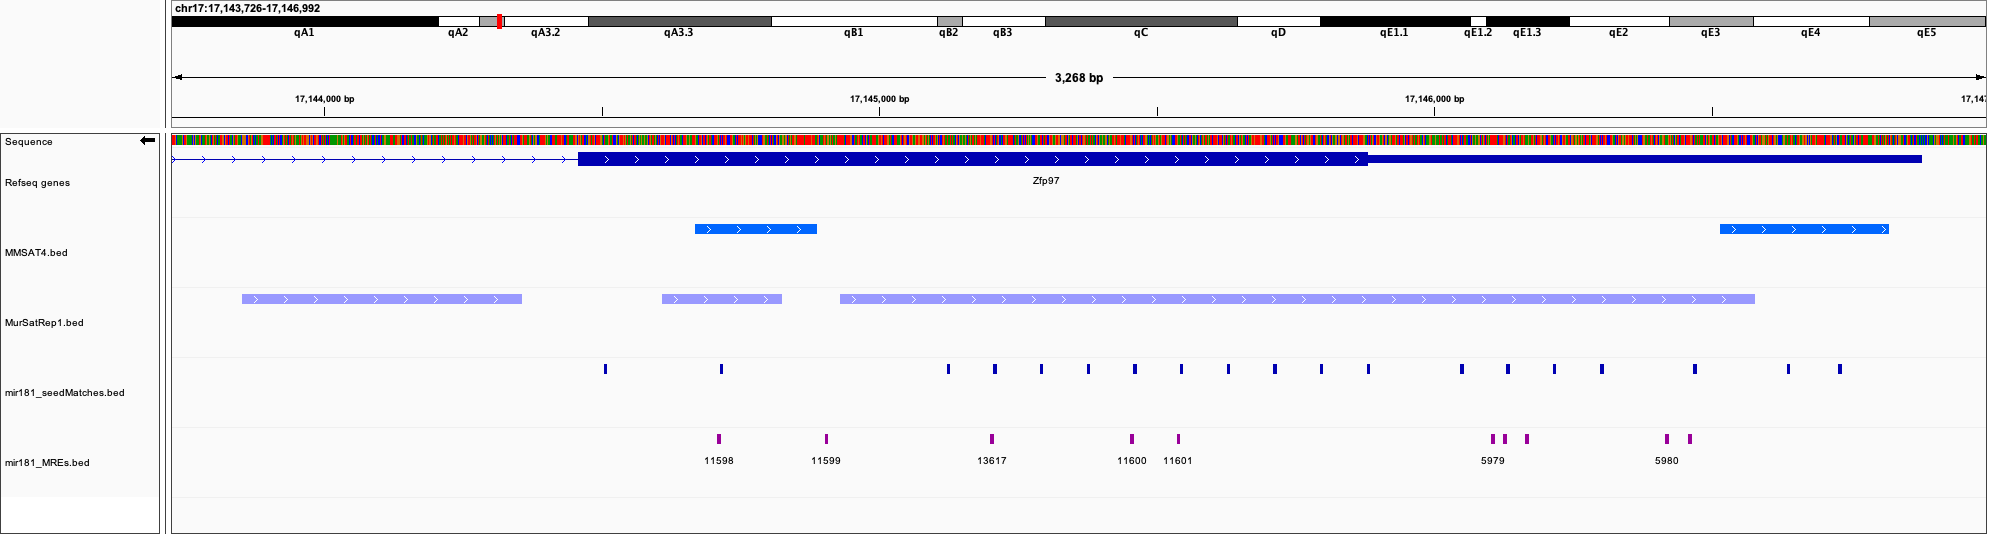 chr17:17,143,726-17,146,992
qA1 qA2 qA3.2 qA3.3 qB1 qB2 qB3 qC qD qE1.1 qE1.2 qE1.3 qE2 qE3 qE4 qE5
3,268 bp
17,144,000 bp 17,145,000 bp 17,146,000 bp 17,147
Sequence
Refseq genes
Zfp97
MMSAT4.bed
MurSatRep1.bed
mir181_seedMatches.bed
mir181_MREs.bed
11598 11599 13617 11600 11601 5979 5980